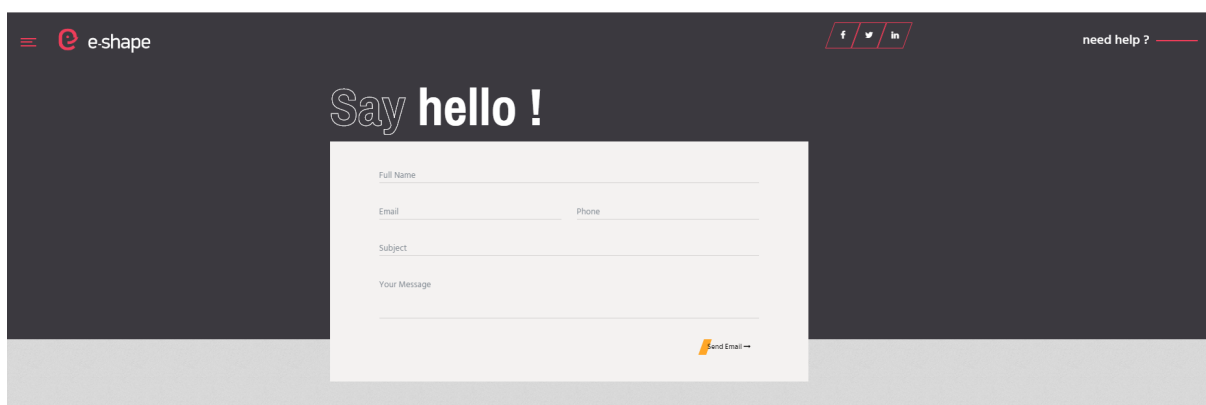 e-shape
f in
need help ?
Say hello !
Full Name
Email Phone
Subject
Your Message
Send Email →